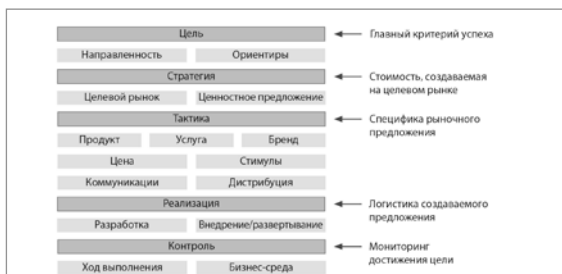 Цель
Главный критерий успеха
Направленность
Ориентиры
Стратегия
Стоимость, создаваемая
на целевом рынке
Целевой рынок
Ценностное предложение
Тактика
Специфика рыночного
предложения
Продукт
Услуга
Бренд
Цена
Стимулы
Коммуникации
Дистрибуция
Реализация
Логистика создаваемого
предложения
Разработка
Внедрение/развертывание
Контроль
Мониторинг
достижения цели
Ход выполнения
Бизнес-среда